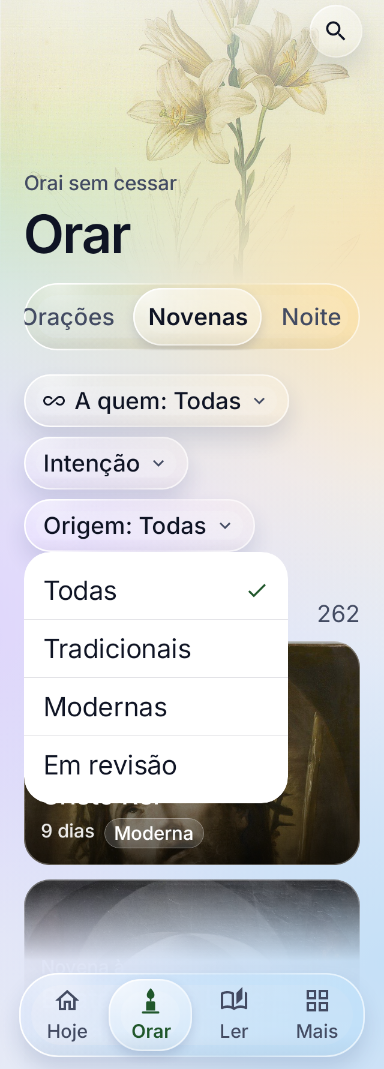 Orai sem cessar
Orar
Orações
Novenas
Noite
A quem: Todas
Intenção
Origem: Todas
Todas
Tradicionais
262
Modernas
Em revisão
9 dias
Moderna
Hoje
Orar
Ler
Mais